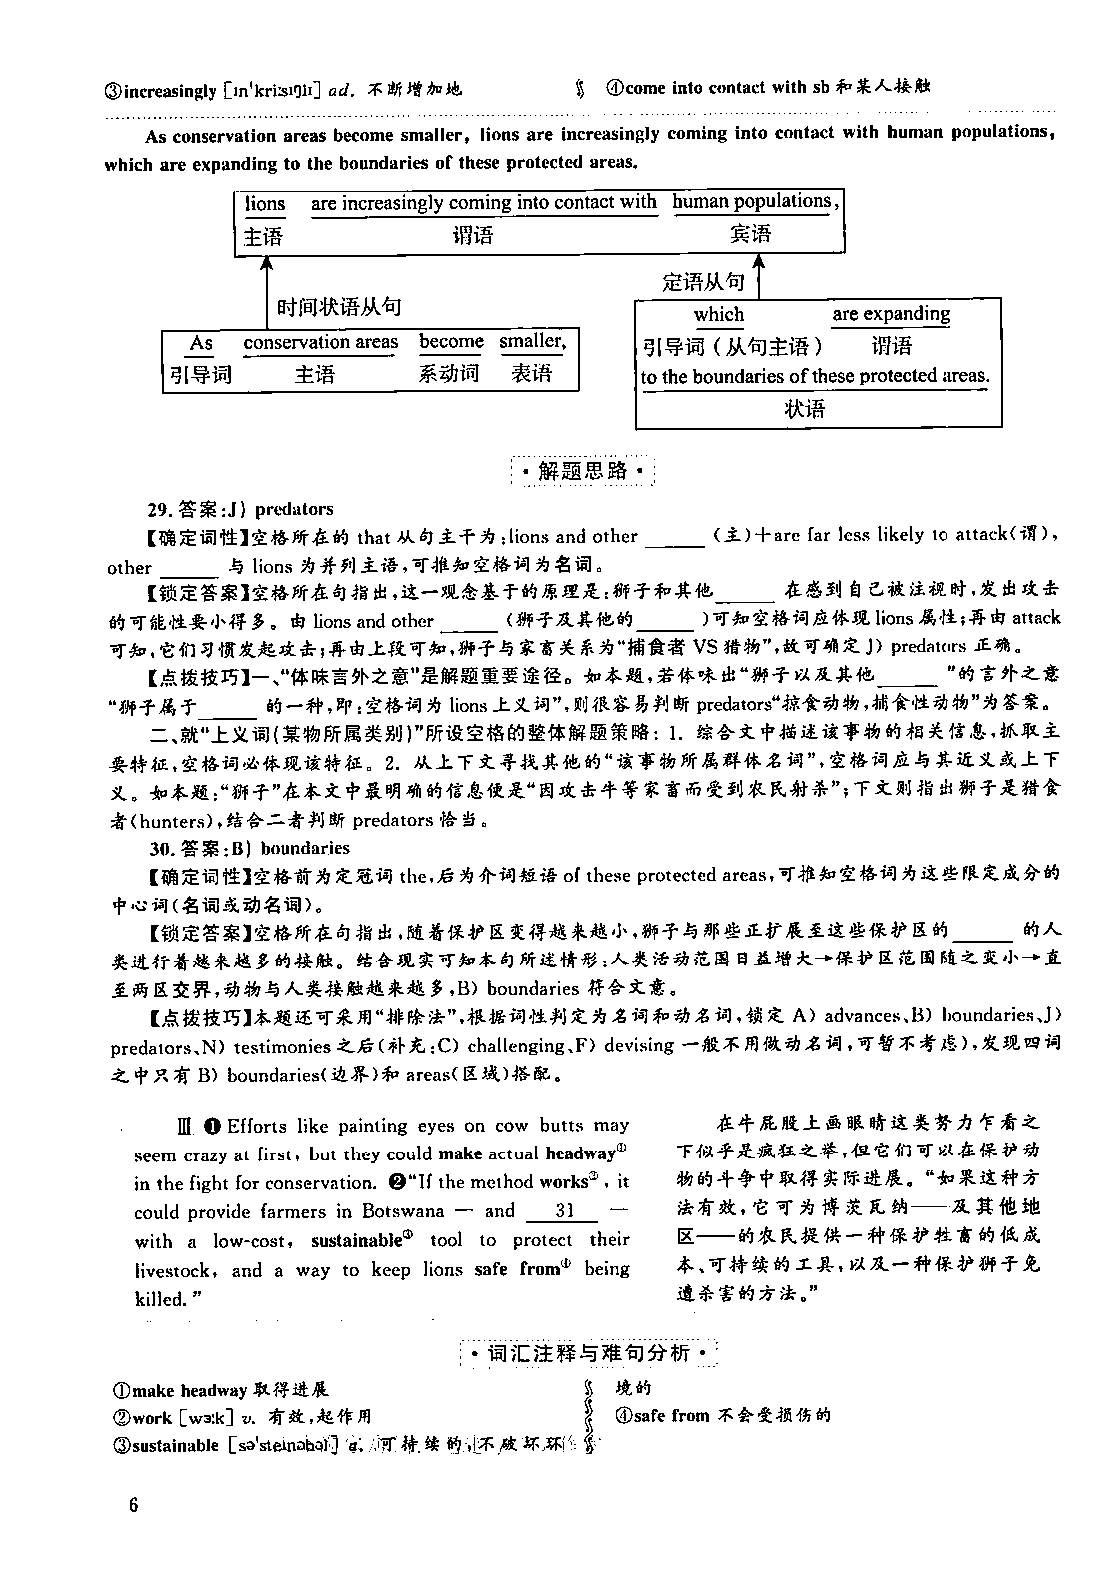 ③increasingly [ɪn'kriːsɪŋlɪ] ad. 不断增加地
④come into contact with sb 和某人接触
As conservation areas become smaller, lions are increasingly coming into contact with human populations,
which are expanding to the boundaries of these protected areas.
lions are increasingly coming into contact with human populations,
主语 谓语 宾语
时间状语从句
定语从句
As conservation areas become smaller,
引导词 主语 系动词 表语
which are expanding
引导词（从句主语） 谓语
to the boundaries of these protected areas.
状语
·解题思路·
29.答案:J) predators
【确定词性】空格所在的 that 从句主干为:lions and other ______ (主)+are far less likely to attack(谓),
other ______ 与 lions 为并列主语,可推知空格词为名词。
【锁定答案】空格所在句指出,这一观念基于的原理是:狮子和其他______ 在感到自己被注视时,发出攻击
的可能性要小得多。由 lions and other ______ (狮子及其他的______ )可知空格词应体现 lions 属性;再由 attack
可知,它们习惯发起攻击;再由上段可知,狮子与家畜关系为“捕食者 VS 猎物”,故可确定 J) predators 正确。
【点拨技巧】一、“体味言外之意”是解题重要途径。如本题,若体味出“狮子以及其他______ ”的言外之意
“狮子属于______ 的一种,即:空格词为 lions 上义词”,则很容易判断 predators“掠食动物,捕食性动物”为答案。
二、就“上义词(某物所属类别)”所设空格的整体解题策略: 1. 综合文中描述该事物的相关信息,抓取主
要特征,空格词必体现该特征。2. 从上下文寻找其他的“该事物所属群体名词”,空格词应与其近义或上下
义。如本题:“狮子”在本文中最明确的信息便是“因攻击牛等家畜而受到农民射杀”;下文则指出狮子是猎食
者(hunters),结合二者判断 predators 恰当。
30.答案:B) boundaries
【确定词性】空格前为定冠词 the,后为介词短语 of these protected areas,可推知空格词为这些限定成分的
中心词(名词或动名词)。
【锁定答案】空格所在句指出,随着保护区变得越来越小,狮子与那些正扩展至这些保护区的______ 的人
类进行着越来越多的接触。结合现实可知本句所述情形:人类活动范围日益增大→保护区范围随之变小→直
至两区交界,动物与人类接触越来越多,B) boundaries 符合文意。
【点拨技巧】本题还可采用“排除法”,根据词性判定为名词和动名词,锁定 A) advances、B) boundaries、J)
predators、N) testimonies 之后(补充:C) challenging、F) devising 一般不用做动名词,可暂不考虑),发现四词
之中只有 B) boundaries(边界)和 areas(区域)搭配。
Ⅲ ❶Efforts like painting eyes on cow butts may
seem crazy at first, but they could make actual headway①
in the fight for conservation. ❷“If the method works②, it
could provide farmers in Botswana — and 31 —
with a low-cost, sustainable③ tool to protect their
livestock, and a way to keep lions safe from④ being
killed.”
在牛屁股上画眼睛这类努力乍看之
下似乎是疯狂之举,但它们可以在保护动
物的斗争中取得实际进展。“如果这种方
法有效,它可为博茨瓦纳——及其他地
区——的农民提供一种保护牲畜的低成
本、可持续的工具,以及一种保护狮子免
遭杀害的方法。”
·词汇注释与难句分析·
①make headway 取得进展
②work [wɜːk] v. 有效,起作用
③sustainable [sə'steɪnəbəl] a. 可持续的,不破坏环
境的
④safe from 不会受损伤的
6